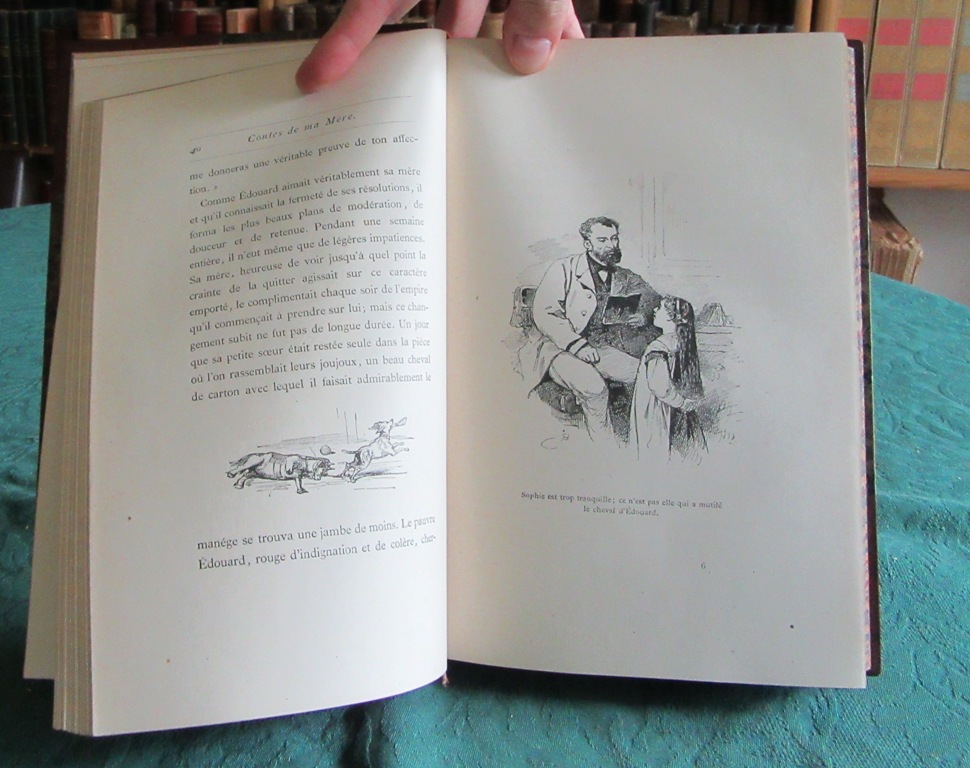 40
Contes de ma Mère.
me donneras une véritable preuve de ton affec-
tion. »
Comme Édouard aimait véritablement sa mère
et qu'il connaissait la fermeté de ses résolutions, il
forma les plus beaux plans de modération, de
douceur et de retenue. Pendant une semaine
entière, il n'eut même que de légères impatiences.
Sa mère, heureuse de voir jusqu'à quel point la
crainte de la quitter agissait sur ce caractère
emporté, le complimentait chaque soir de l'empire
qu'il commençait à prendre sur lui; mais ce chan-
gement subit ne fut pas de longue durée. Un jour
que sa petite sœur était restée seule dans la pièce
où l'on rassemblait leurs joujoux, un beau cheval
de carton avec lequel il faisait admirablement le
manége se trouva une jambe de moins. Le pauvre
Édouard, rouge d'indignation et de colère, cher-
Sophie est trop tranquille; ce n'est pas elle qui a mutilé
le cheval d'Édouard.
6